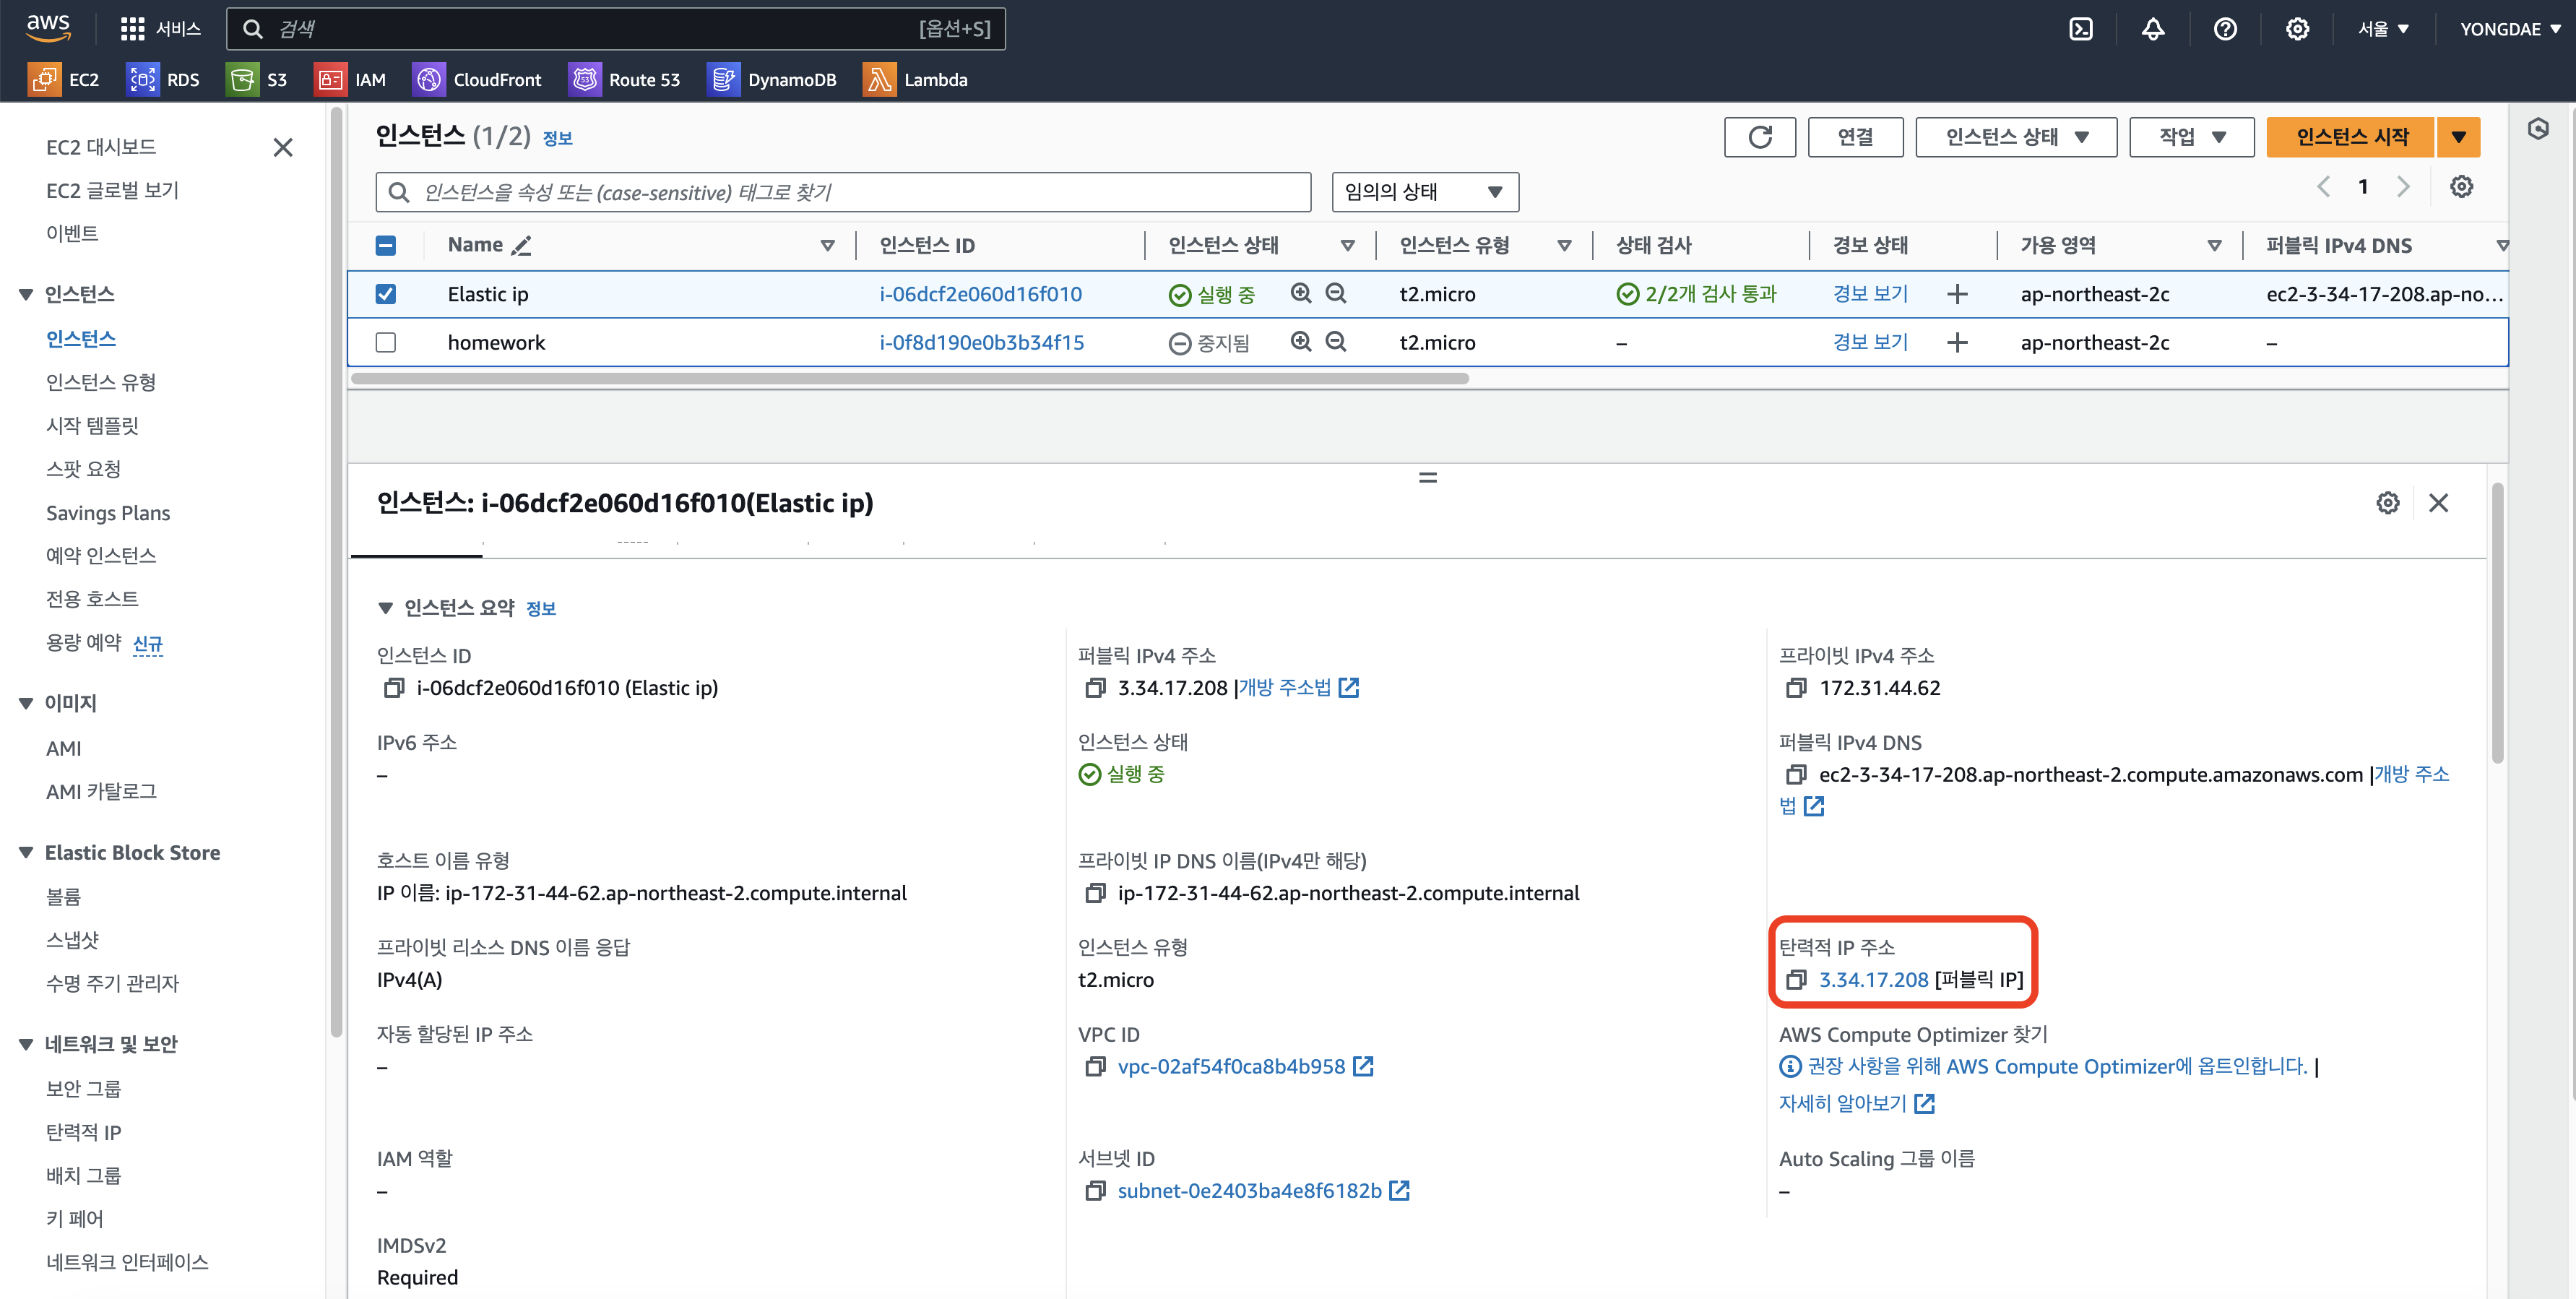 aws
서비스
검색
[옵션+S]
서울
YONGDAE
EC2
RDS
S3
IAM
CloudFront
Route 53
DynamoDB
Lambda
EC2 대시보드
EC2 글로벌 보기
이벤트
인스턴스
인스턴스
인스턴스 유형
시작 템플릿
스팟 요청
Savings Plans
예약 인스턴스
전용 호스트
용량 예약 신규
이미지
AMI
AMI 카탈로그
Elastic Block Store
볼륨
스냅샷
수명 주기 관리자
네트워크 및 보안
보안 그룹
탄력적 IP
배치 그룹
키 페어
네트워크 인터페이스
인스턴스 (1/2) 정보
연결
인스턴스 상태
작업
인스턴스 시작
인스턴스을 속성 또는 (case-sensitive) 태그로 찾기
임의의 상태
1
Name 인스턴스 ID 인스턴스 상태 인스턴스 유형 상태 검사 경보 상태 가용 영역 퍼블릭 IPv4 DNS
Elastic ip i-06dcf2e060d16f010 실행 중 t2.micro 2/2개 검사 통과 경보 보기 ap-northeast-2c ec2-3-34-17-208.ap-no...
homework i-0f8d190e0b3b34f15 중지됨 t2.micro – 경보 보기 ap-northeast-2c –
인스턴스: i-06dcf2e060d16f010(Elastic ip)
인스턴스 요약 정보
인스턴스 ID
i-06dcf2e060d16f010 (Elastic ip)
퍼블릭 IPv4 주소
3.34.17.208 |개방 주소법
프라이빗 IPv4 주소
172.31.44.62
IPv6 주소
–
인스턴스 상태
실행 중
퍼블릭 IPv4 DNS
ec2-3-34-17-208.ap-northeast-2.compute.amazonaws.com |개방 주소
법
호스트 이름 유형
IP 이름: ip-172-31-44-62.ap-northeast-2.compute.internal
프라이빗 IP DNS 이름(IPv4만 해당)
ip-172-31-44-62.ap-northeast-2.compute.internal
프라이빗 리소스 DNS 이름 응답
IPv4(A)
인스턴스 유형
t2.micro
탄력적 IP 주소
3.34.17.208 [퍼블릭 IP]
자동 할당된 IP 주소
–
VPC ID
vpc-02af54f0ca8b4b958
AWS Compute Optimizer 찾기
권장 사항을 위해 AWS Compute Optimizer에 옵트인합니다. |
자세히 알아보기
IAM 역할
–
서브넷 ID
subnet-0e2403ba4e8f6182b
Auto Scaling 그룹 이름
–
IMDSv2
Required